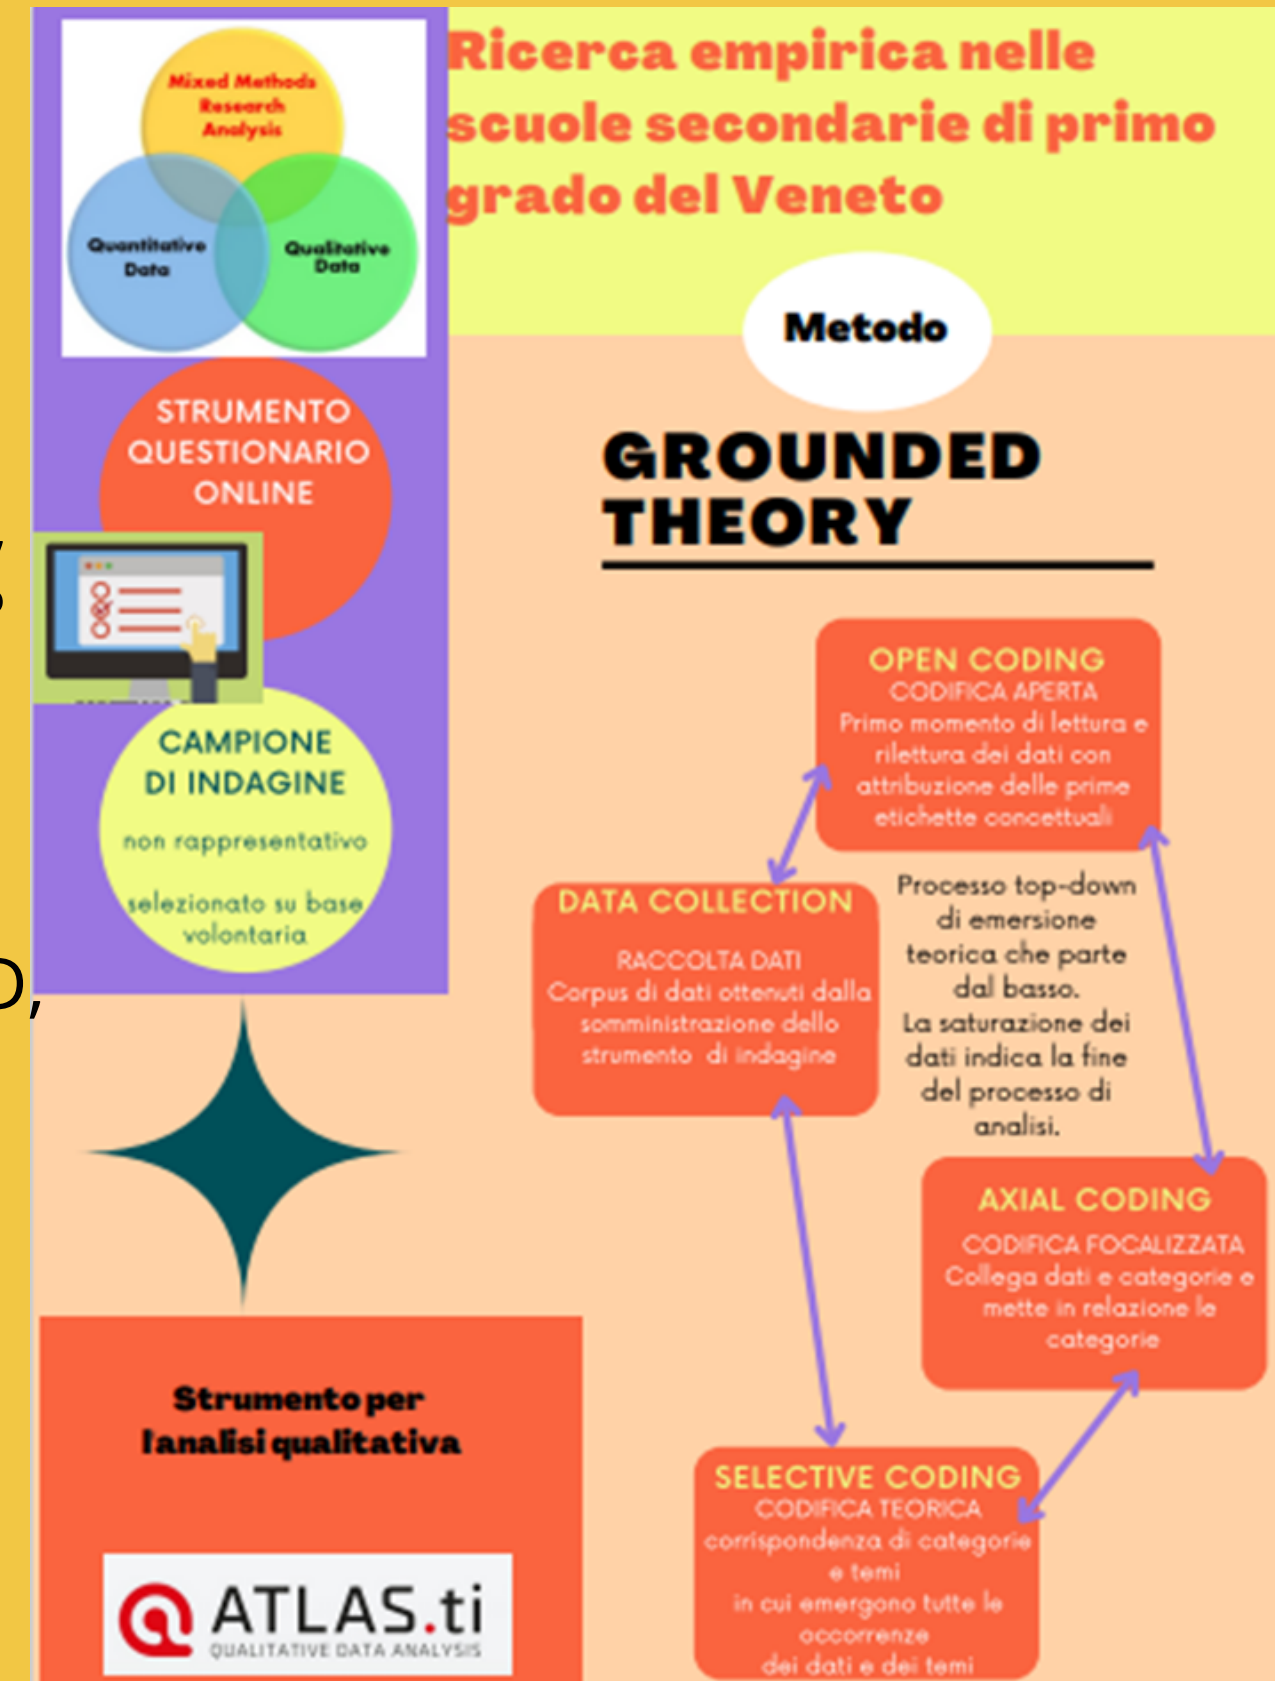 Mixed Methods
Research
Analysis
Quantitative
Data
Qualitative
Data
Ricerca empirica nelle
scuole secondarie di primo
grado del Veneto
Metodo
STRUMENTO
QUESTIONARIO
ONLINE
CAMPIONE
DI INDAGINE
non rappresentativo
selezionato su base
volontaria
GROUNDED
THEORY
OPEN CODING
CODIFICA APERTA
Primo momento di lettura e
rilettura dei dati con
attribuzione delle prime
etichette concettuali
DATA COLLECTION
RACCOLTA DATI
Corpus di dati ottenuti dalla
somministrazione dello
strumento di indagine
Processo top-down
di emersione
teorica che parte
dal basso.
La saturazione dei
dati indica la fine
del processo di
analisi.
AXIAL CODING
CODIFICA FOCALIZZATA
Collega dati e categorie e
mette in relazione le
categorie
SELECTIVE CODING
CODIFICA TEORICA
corrispondenza di categorie
e temi
in cui emergono tutte le
occorrenze
dei dati e dei temi
Strumento per
l'analisi qualitativa
ATLAS.ti
QUALITATIVE DATA ANALYSIS